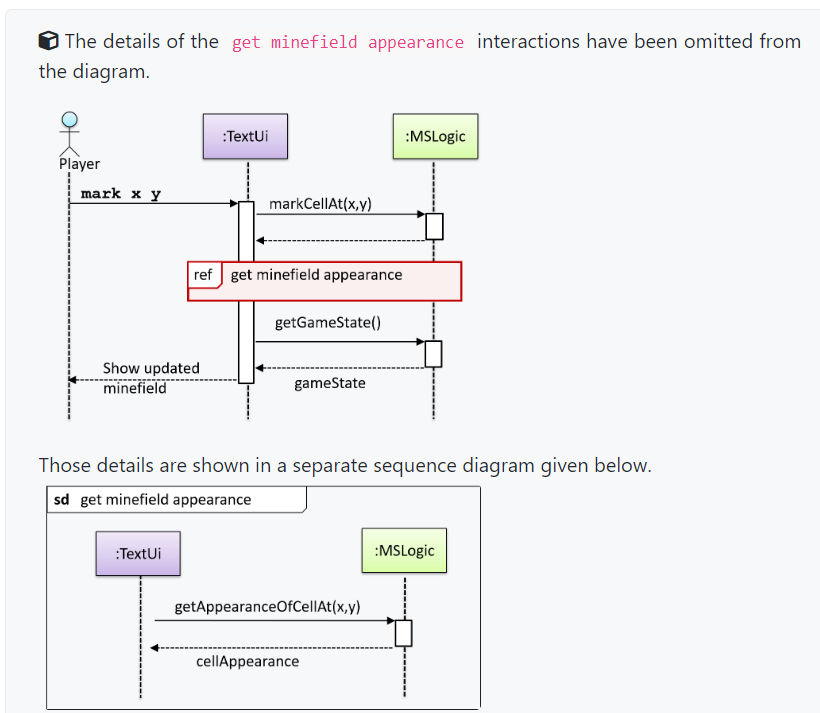 The details of the get minefield appearance interactions have been omitted from
the diagram.
:TextUi
:MSLogic
Player
mark x y
markCellAt(x,y)
ref get minefield appearance
getGameState()
Show updated
minefield
gameState
Those details are shown in a separate sequence diagram given below.
sd get minefield appearance
:TextUi
:MSLogic
getAppearanceOfCellAt(x,y)
cellAppearance